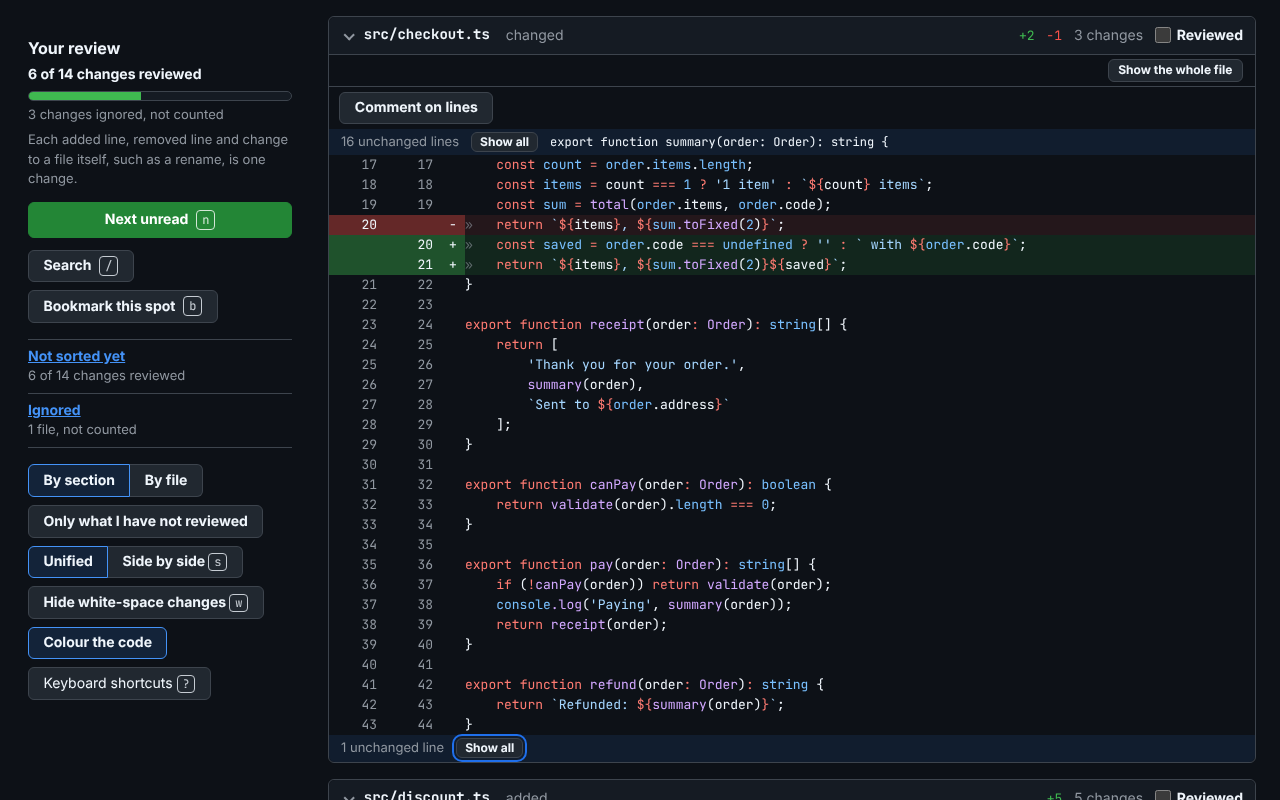 Your review
6 of 14 changes reviewed
3 changes ignored, not counted
Each added line, removed line and change
to a file itself, such as a rename, is one
change.
Next unread n
Search /
Bookmark this spot b
Not sorted yet
6 of 14 changes reviewed
Ignored
1 file, not counted
By section By file
Only what I have not reviewed
Unified Side by side s
Hide white-space changes w
Colour the code
Keyboard shortcuts ?
src/checkout.ts changed +2 -1 3 changes Reviewed
Show the whole file
Comment on lines
16 unchanged lines Show all export function summary(order: Order): string {
17 17 const count = order.items.length;
18 18 const items = count === 1 ? '1 item' : `${count} items`;
19 19 const sum = total(order.items, order.code);
20 - » return `${items}, ${sum.toFixed(2)}`;
20 + » const saved = order.code === undefined ? '' : ` with ${order.code}`;
21 + » return `${items}, ${sum.toFixed(2)}${saved}`;
21 22 }
22 23
23 24 export function receipt(order: Order): string[] {
24 25 return [
25 26 'Thank you for your order.',
26 27 summary(order),
27 28 `Sent to ${order.address}`
28 29 ];
29 30 }
30 31
31 32 export function canPay(order: Order): boolean {
32 33 return validate(order).length === 0;
33 34 }
34 35
35 36 export function pay(order: Order): string[] {
36 37 if (!canPay(order)) return validate(order);
37 38 console.log('Paying', summary(order));
38 39 return receipt(order);
39 40 }
40 41
41 42 export function refund(order: Order): string {
42 43 return `Refunded: ${summary(order)}`;
43 44 }
1 unchanged line Show all
src/discount.ts added +5 5 changes Reviewed